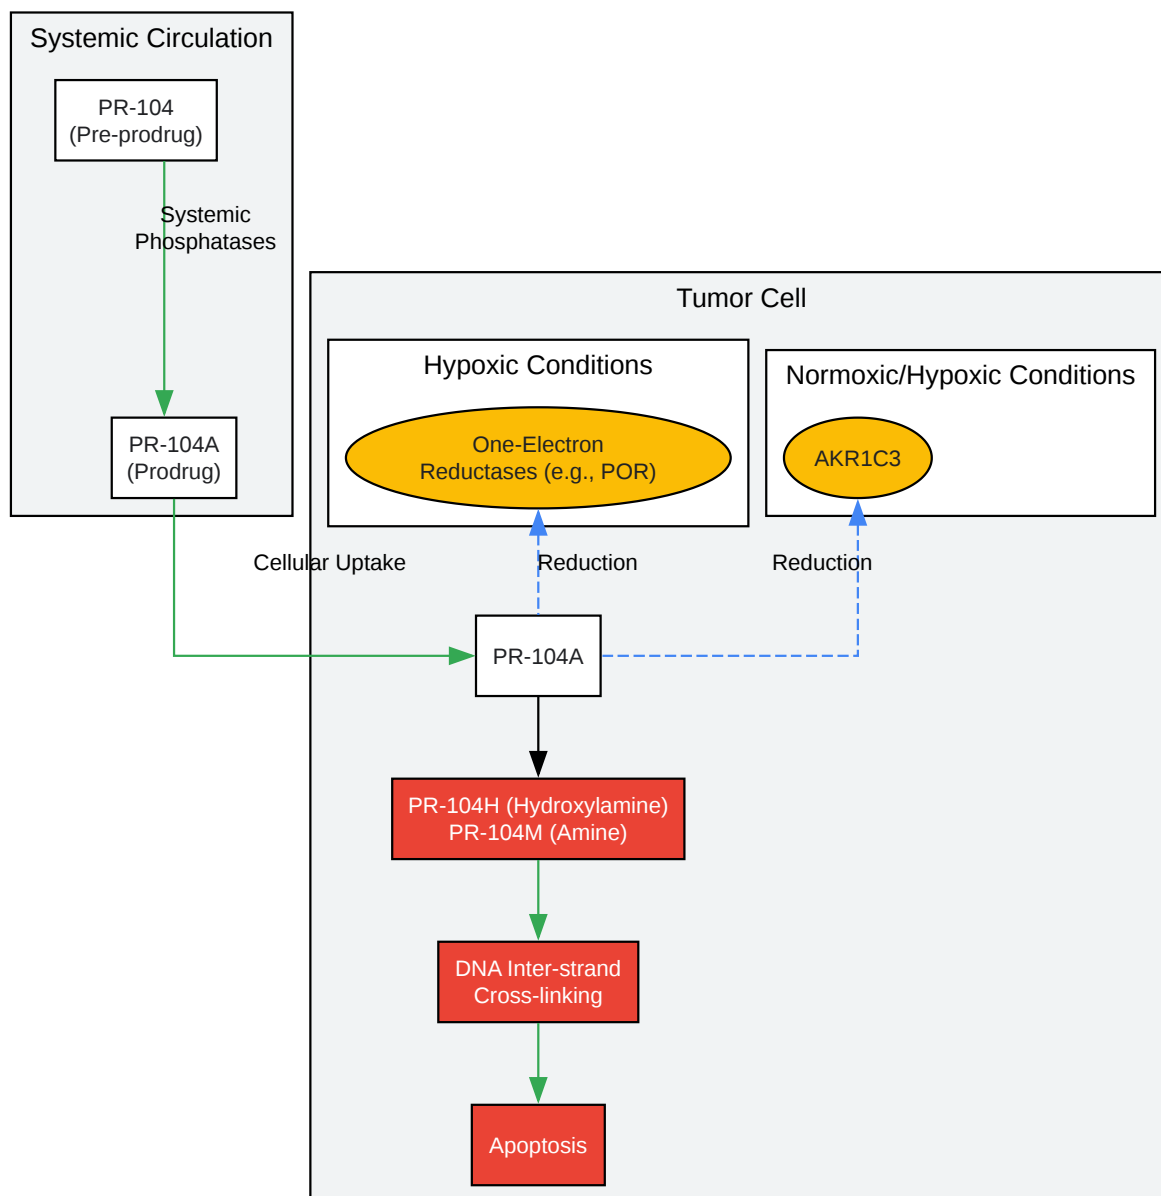 Systemic Circulation
PR-104
(Pre-prodrug)
Systemic
Phosphatases
PR-104A
(Prodrug)
Tumor Cell
Hypoxic Conditions
One-Electron
Reductases (e.g., POR)
Normoxic/Hypoxic Conditions
AKR1C3
Cellular Uptake
Reduction
Reduction
PR-104A
PR-104H (Hydroxylamine)
PR-104M (Amine)
DNA Inter-strand
Cross-linking
Apoptosis